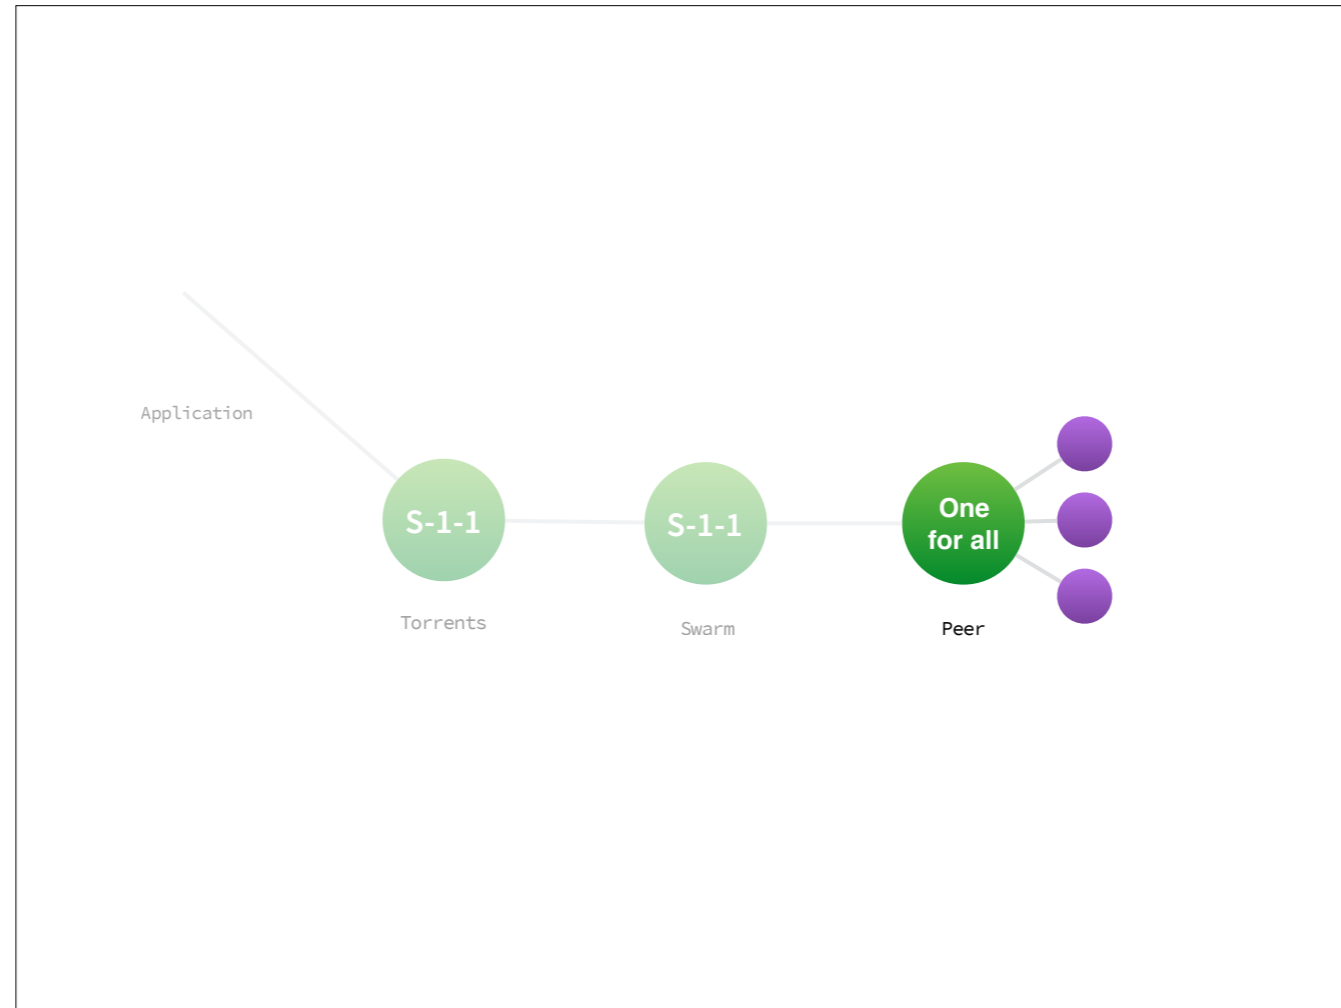 Application
S-1-1
S-1-1
One
for all
Torrents
Swarm
Peer